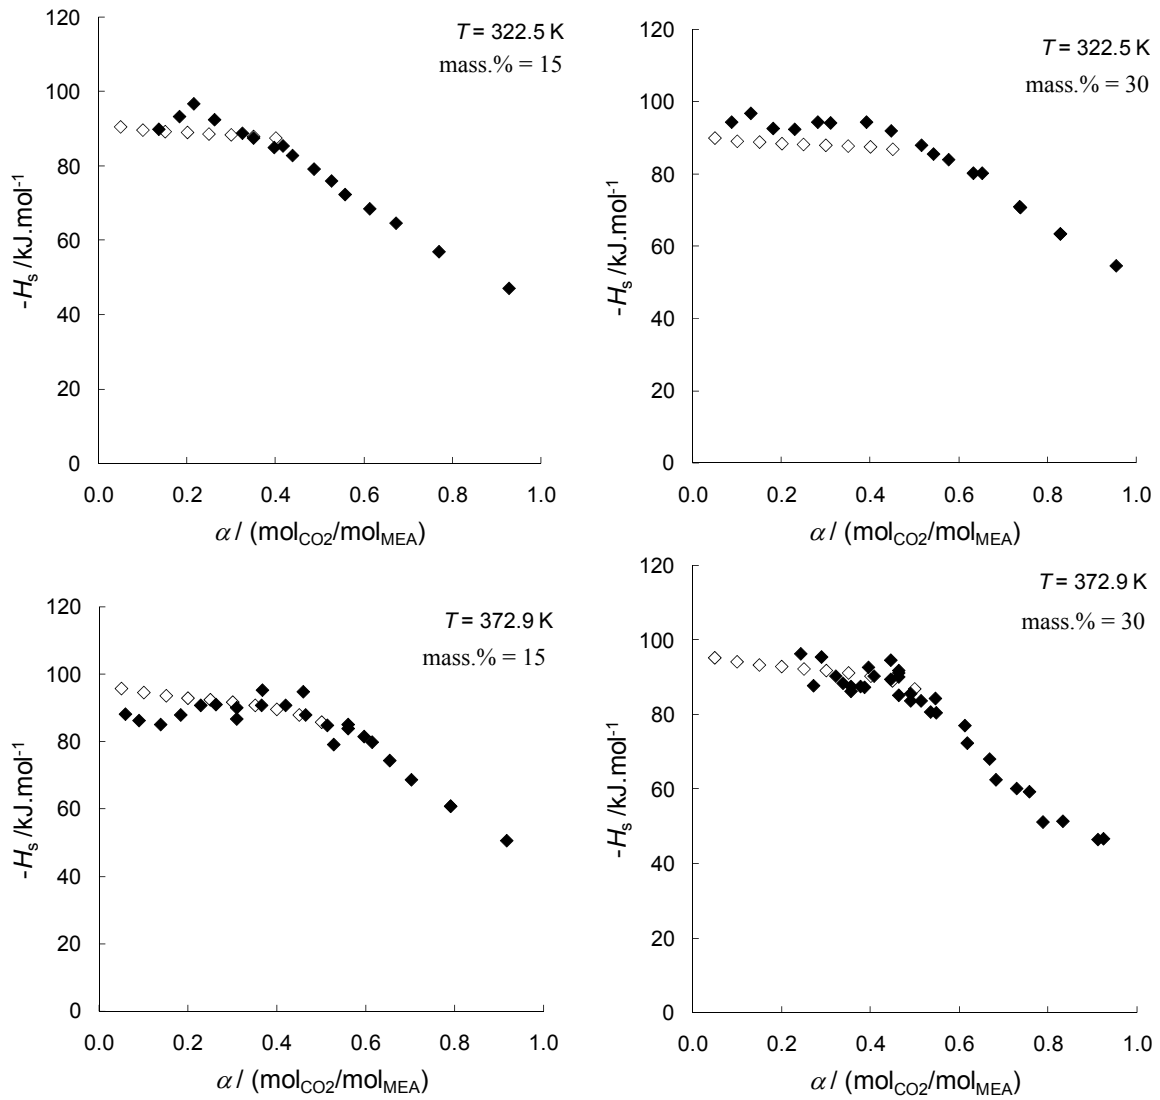 120
100
80
60
40
20
0
-Hs /kJ.mol-1
T = 322.5 K
mass.% = 15
0.0 0.2 0.4 0.6 0.8 1.0
α / (molCO2/molMEA)
120
100
80
60
40
20
0
-Hs /kJ.mol-1
T = 322.5 K
mass.% = 30
0.0 0.2 0.4 0.6 0.8 1.0
α / (molCO2/molMEA)
120
100
80
60
40
20
0
-Hs /kJ.mol-1
T = 372.9 K
mass.% = 15
0.0 0.2 0.4 0.6 0.8 1.0
α / (molCO2/molMEA)
120
100
80
60
40
20
0
-Hs /kJ.mol-1
T = 372.9 K
mass.% = 30
0.0 0.2 0.4 0.6 0.8 1.0
α / (molCO2/molMEA)